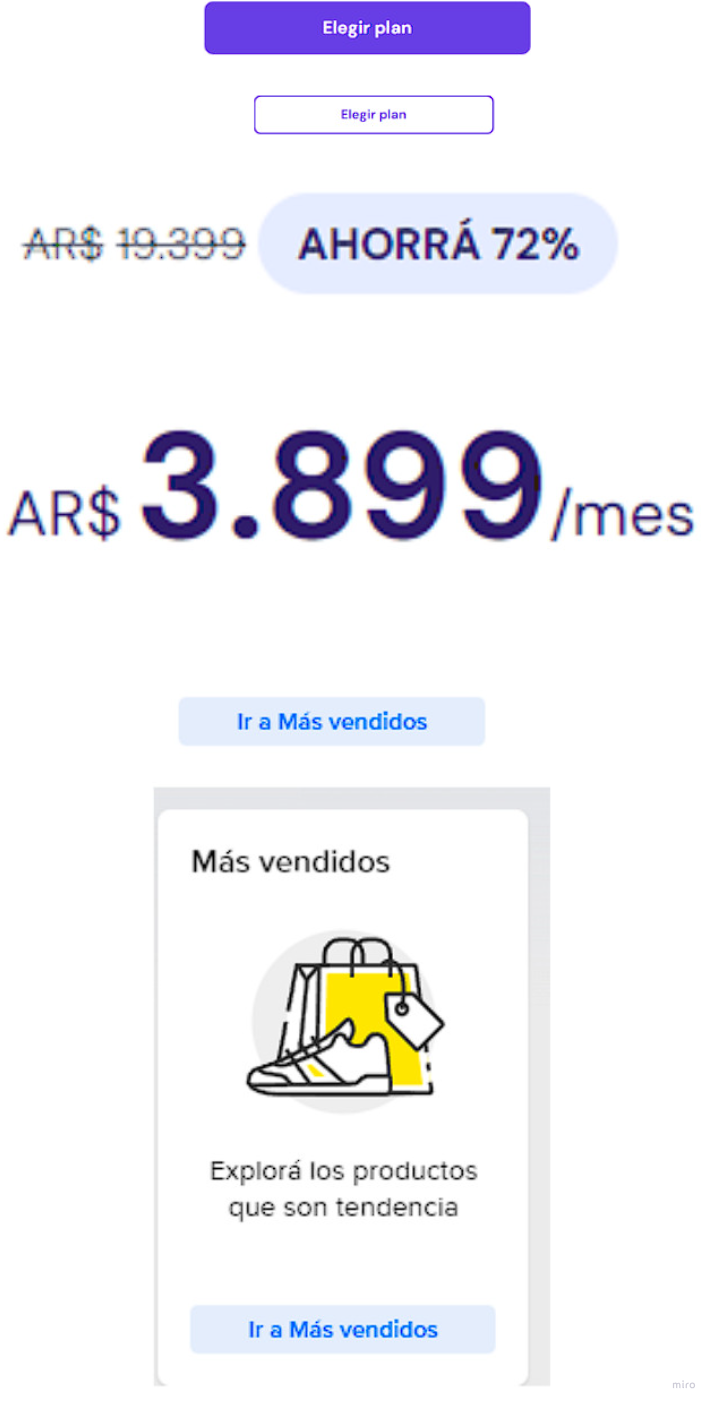 Elegir plan
Elegir plan
AR$ 19.399 AHORRÁ 72%
AR$ 3.899/mes
Ir a Más vendidos
Más vendidos
Explorá los productos
que son tendencia
Ir a Más vendidos
miro